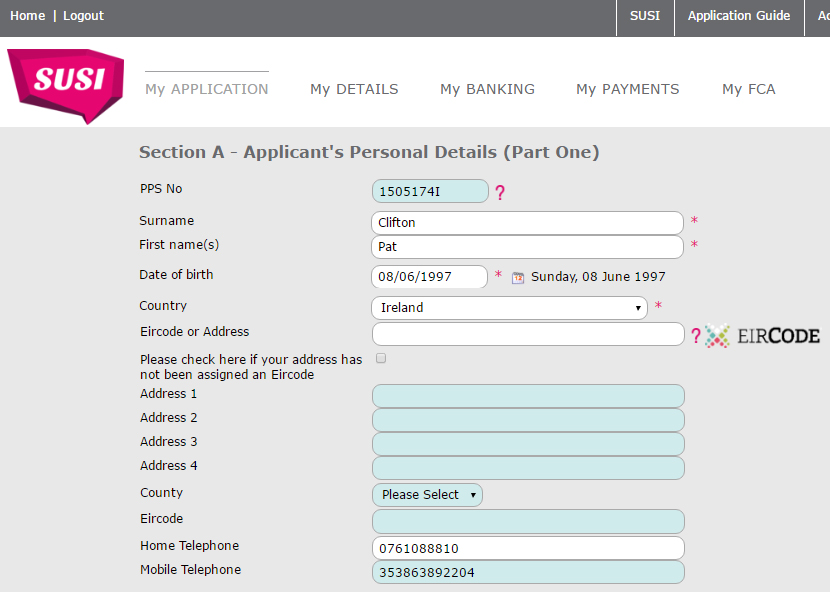 Home | Logout SUSI Application Guide
SUSI
My APPLICATION My DETAILS My BANKING My PAYMENTS My FCA
Section A - Applicant's Personal Details (Part One)
PPS No 1505174I ?
Surname Clifton *
First name(s) Pat *
Date of birth 08/06/1997 * 12 Sunday, 08 June 1997
Country Ireland *
Eircode or Address ? EIRCODE
Please check here if your address has
not been assigned an Eircode
Address 1
Address 2
Address 3
Address 4
County Please Select
Eircode
Home Telephone 0761088810
Mobile Telephone 353863892204